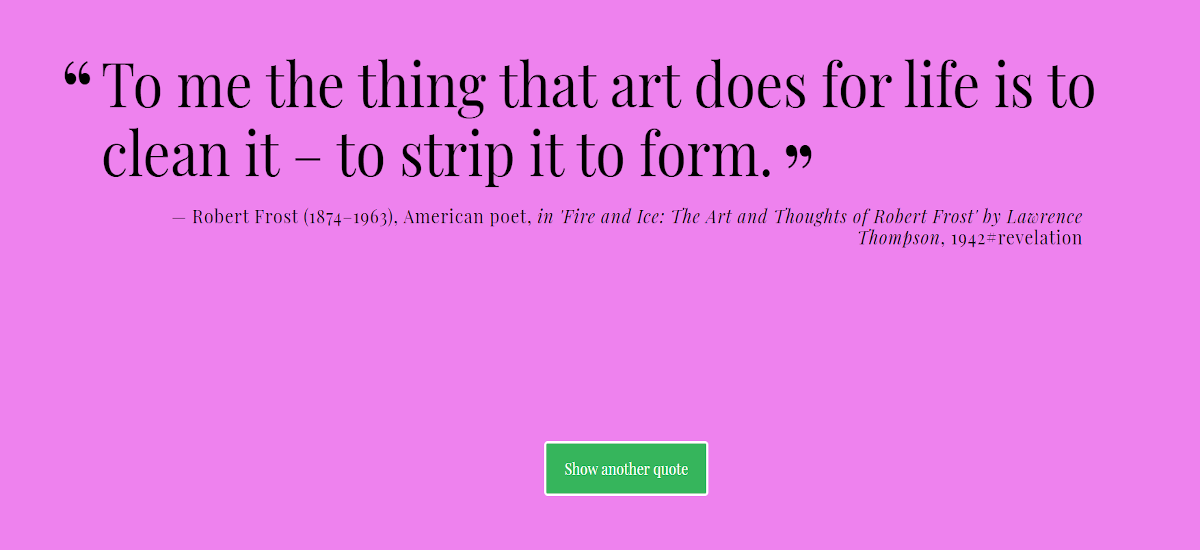 “ To me the thing that art does for life is to
clean it – to strip it to form. ”
— Robert Frost (1874–1963), American poet, in 'Fire and Ice: The Art and Thoughts of Robert Frost' by Lawrence
Thompson, 1942#revelation
Show another quote